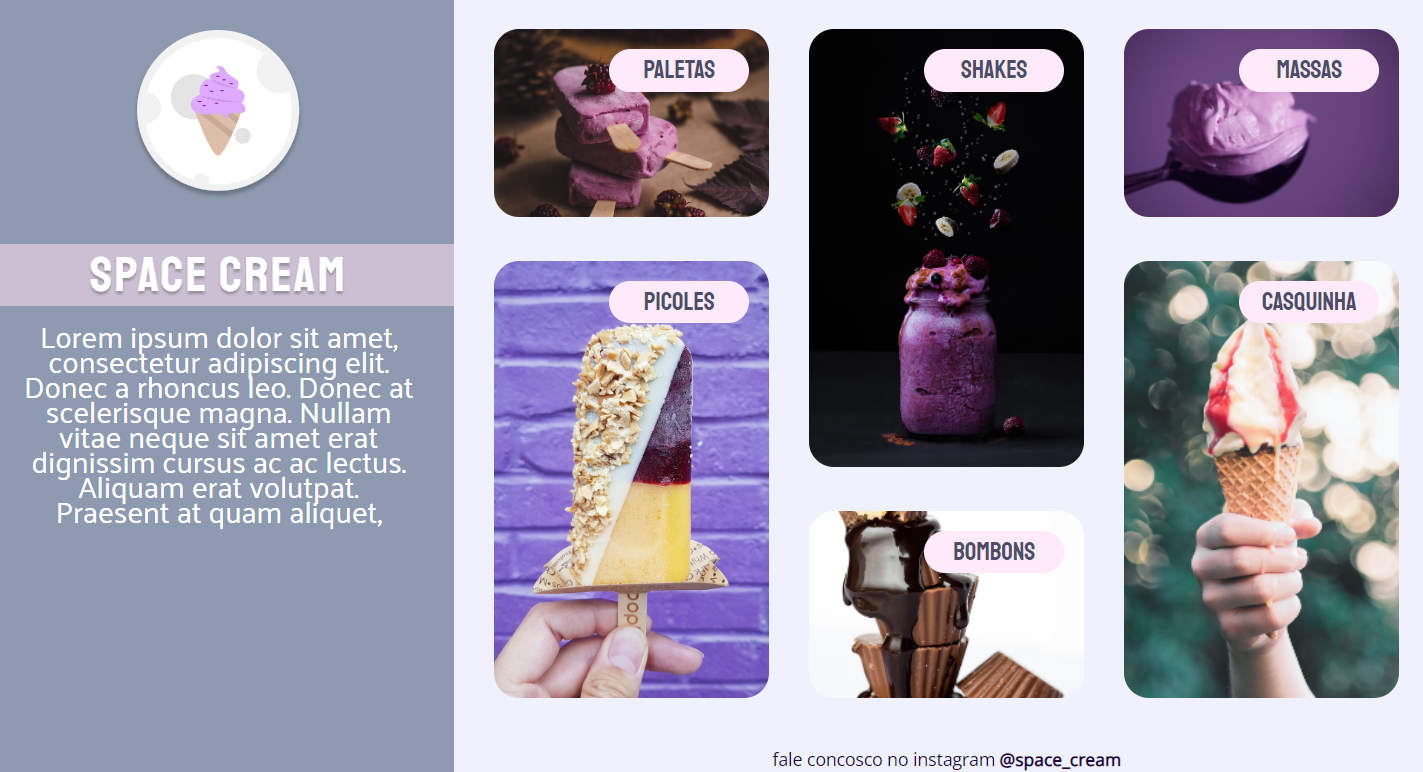 SPACE CREAM
Lorem ipsum dolor sit amet,
consectetur adipiscing elit.
Donec a rhoncus leo. Donec at
scelerisque magna. Nullam
vitae neque sit amet erat
dignissim cursus ac ac lectus.
Aliquam erat volutpat.
Praesent at quam aliquet,
PALETAS
SHAKES
MASSAS
PICOLES
CASQUINHA
BOMBONS
fale concosco no instagram @space_cream